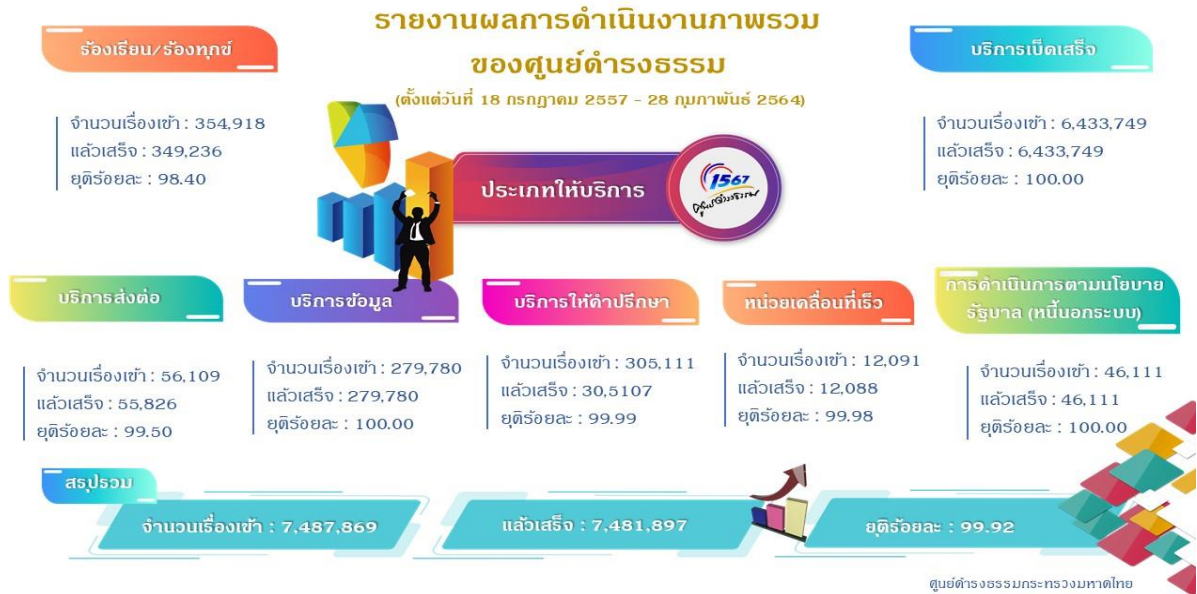 รายงานผลการดำเนินงานภาพรวม
ของศูนย์ดำรงธรรม
(ตั้งแต่วันที่ 18 กรกฎาคม 2557 - 28 กุมภาพันธ์ 2564)
ร้องเรียน/ร้องทุกข์
จำนวนเรื่องเข้า : 354,918
แล้วเสร็จ : 349,236
ยุติร้อยละ : 98.40
ประเภทให้บริการ
1567
ศูนย์ดำรงธรรม
บริการเบ็ดเสร็จ
จำนวนเรื่องเข้า : 6,433,749
แล้วเสร็จ : 6,433,749
ยุติร้อยละ : 100.00
บริการส่งต่อ
จำนวนเรื่องเข้า : 56,109
แล้วเสร็จ : 55,826
ยุติร้อยละ : 99.50
บริการข้อมูล
จำนวนเรื่องเข้า : 279,780
แล้วเสร็จ : 279,780
ยุติร้อยละ : 100.00
บริการให้คำปรึกษา
จำนวนเรื่องเข้า : 305,111
แล้วเสร็จ : 30,5107
ยุติร้อยละ : 99.99
หน่วยเคลื่อนที่เร็ว
จำนวนเรื่องเข้า : 12,091
แล้วเสร็จ : 12,088
ยุติร้อยละ : 99.98
การดำเนินการตามนโยบาย
รัฐบาล (หนี้นอกระบบ)
จำนวนเรื่องเข้า : 46,111
แล้วเสร็จ : 46,111
ยุติร้อยละ : 100.00
สรุปรวม
จำนวนเรื่องเข้า : 7,487,869
แล้วเสร็จ : 7,481,897
ยุติร้อยละ : 99.92
ศูนย์ดำรงธรรมกระทรวงมหาดไทย